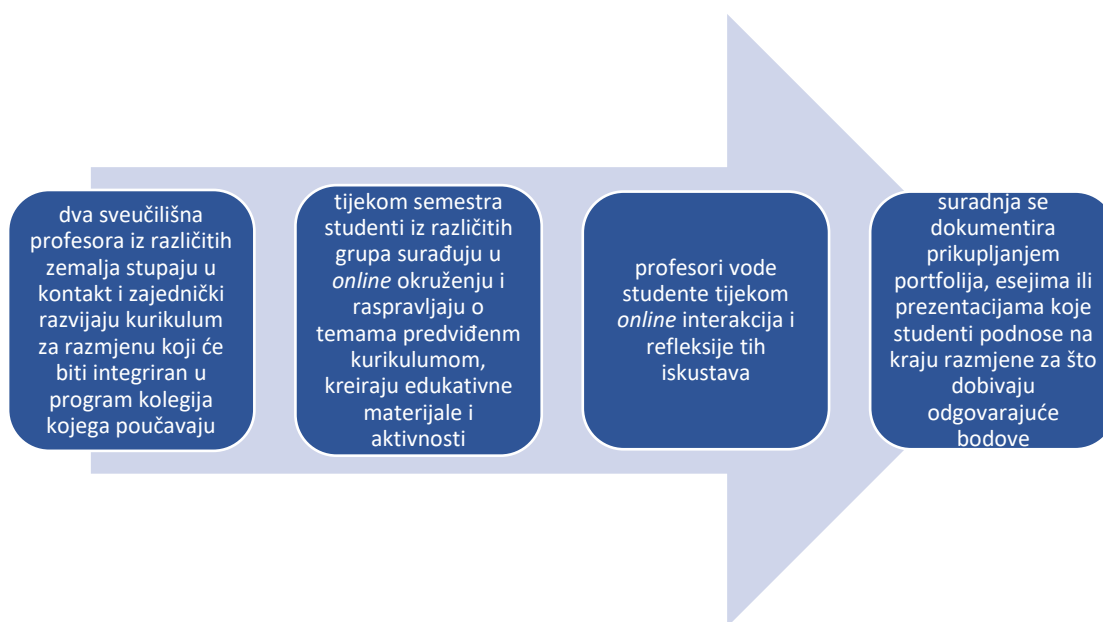 dva sveučilišna
profesora iz različitih
zemalja stupaju u
kontakt i zajednički
razvijaju kurikulum
za razmjenu koji će
biti integriran u
program kolegija
kojega poučavaju
tijekom semestra
studenti iz različitih
grupa surađuju u
online okruženju i
raspravljaju o
temama predviđenm
kurikulumom,
kreiraju edukativne
materijale i
aktivnosti
profesori vode
studente tijekom
online interakcija i
refleksije tih
iskustava
suradnja se
dokumentira
prikupljanjem
portfolija, esejima ili
prezentacijama koje
studenti podnose na
kraju razmjene za što
dobivaju
odgovarajuće
bodove